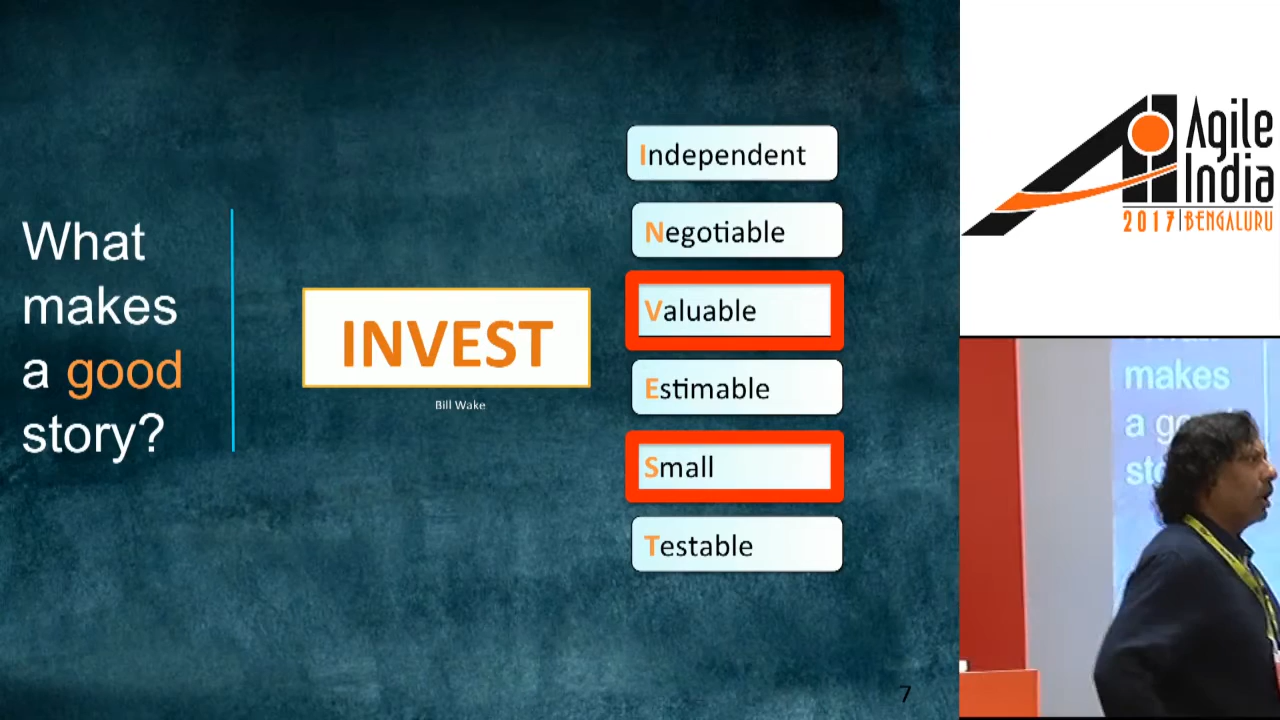 What
makes
a good
story?
INVEST
Bill Wake
Independent
Negotiable
Valuable
Estimable
Small
Testable
7
Agile
India
2017 | BENGALURU
makes
a